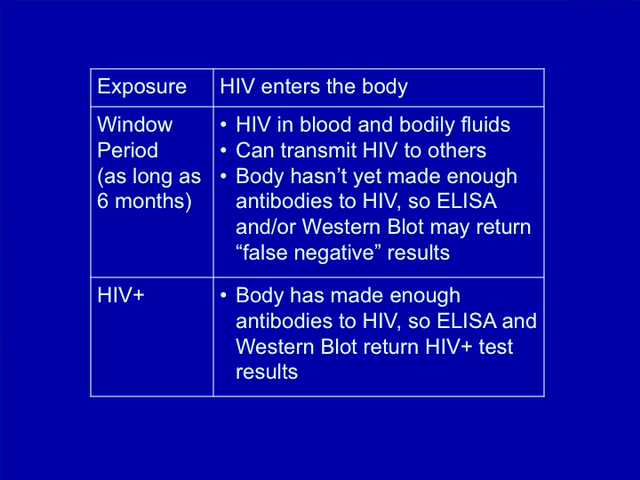 Exposure
HIV enters the body
Window
Period
(as long as
6 months)
• HIV in blood and bodily fluids
• Can transmit HIV to others
• Body hasn’t yet made enough
antibodies to HIV, so ELISA
and/or Western Blot may return
“false negative” results
HIV+
• Body has made enough
antibodies to HIV, so ELISA and
Western Blot return HIV+ test
results